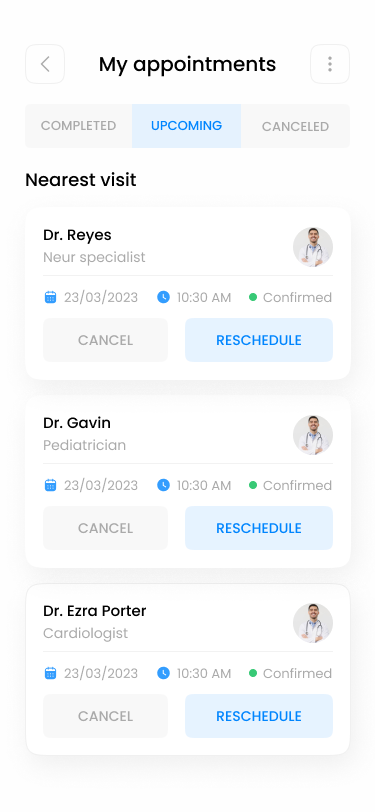 My appointments
COMPLETED UPCOMING CANCELED
Nearest visit
Dr. Reyes
Neur specialist
23/03/2023 10:30 AM Confirmed
CANCEL RESCHEDULE
Dr. Gavin
Pediatrician
23/03/2023 10:30 AM Confirmed
CANCEL RESCHEDULE
Dr. Ezra Porter
Cardiologist
23/03/2023 10:30 AM Confirmed
CANCEL RESCHEDULE